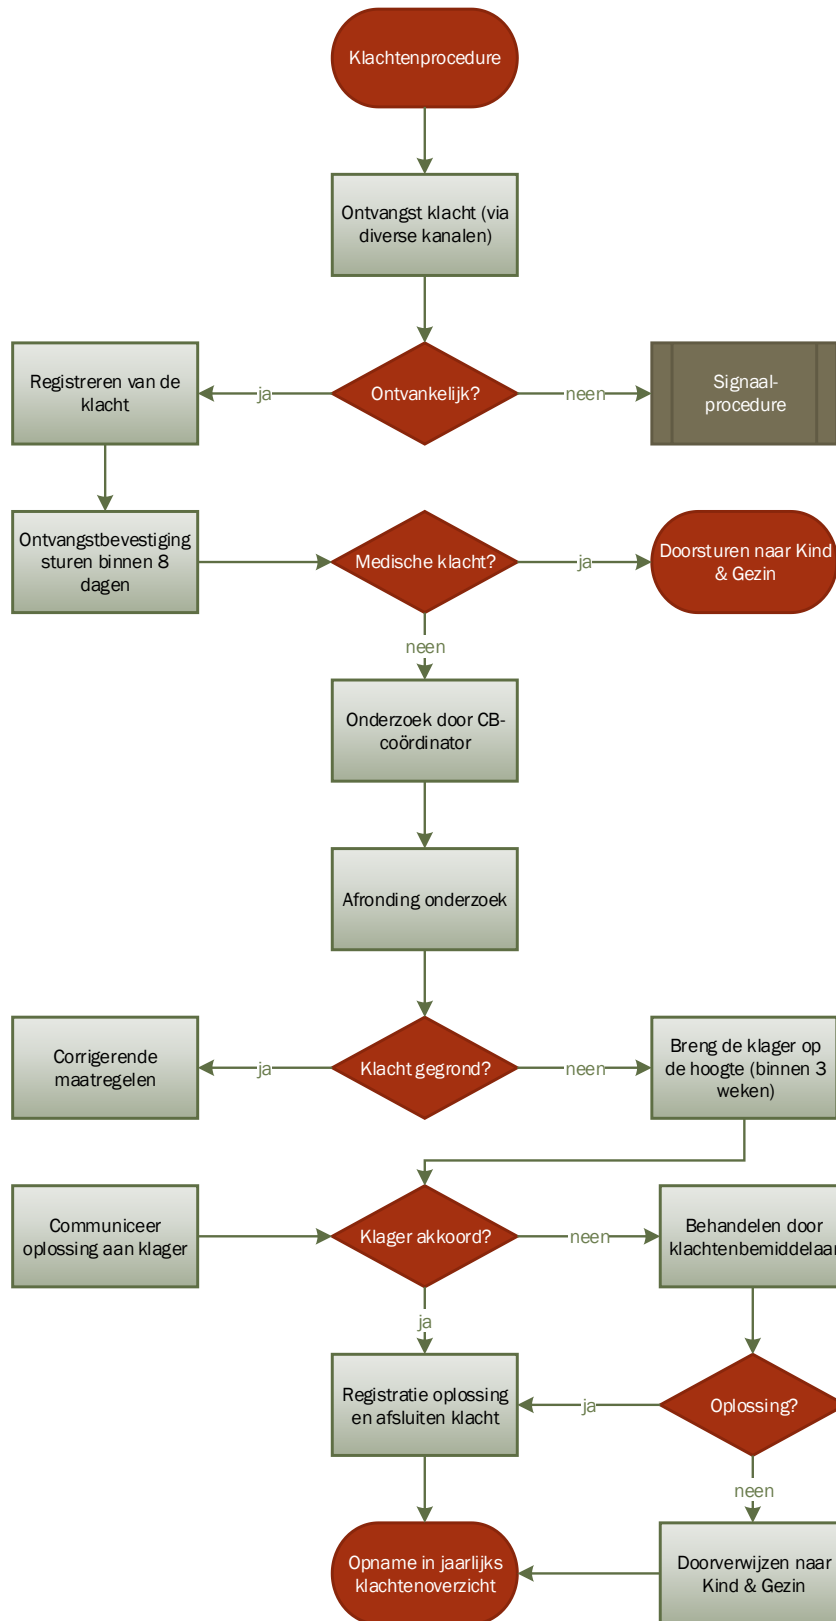 Klachtenprocedure
Ontvangst klacht (via
diverse kanalen)
Registreren van de
klacht
ja
Ontvankelijk?
neen
Signaal-
procedure
Ontvangstbevestiging
sturen binnen 8
dagen
Medische klacht?
ja
Doorsturen naar Kind
& Gezin
neen
Onderzoek door CB-
coördinator
Afronding onderzoek
Corrigerende
maatregelen
ja
Klacht gegrond?
neen
Breng de klager op
de hoogte (binnen 3
weken)
Communiceer
oplossing aan klager
Klager akkoord?
neen
Behandelen door
klachtenbemiddelaar
ja
Registratie oplossing
en afsluiten klacht
ja
Oplossing?
neen
Opname in jaarlijks
klachtenoverzicht
Doorverwijzen naar
Kind & Gezin